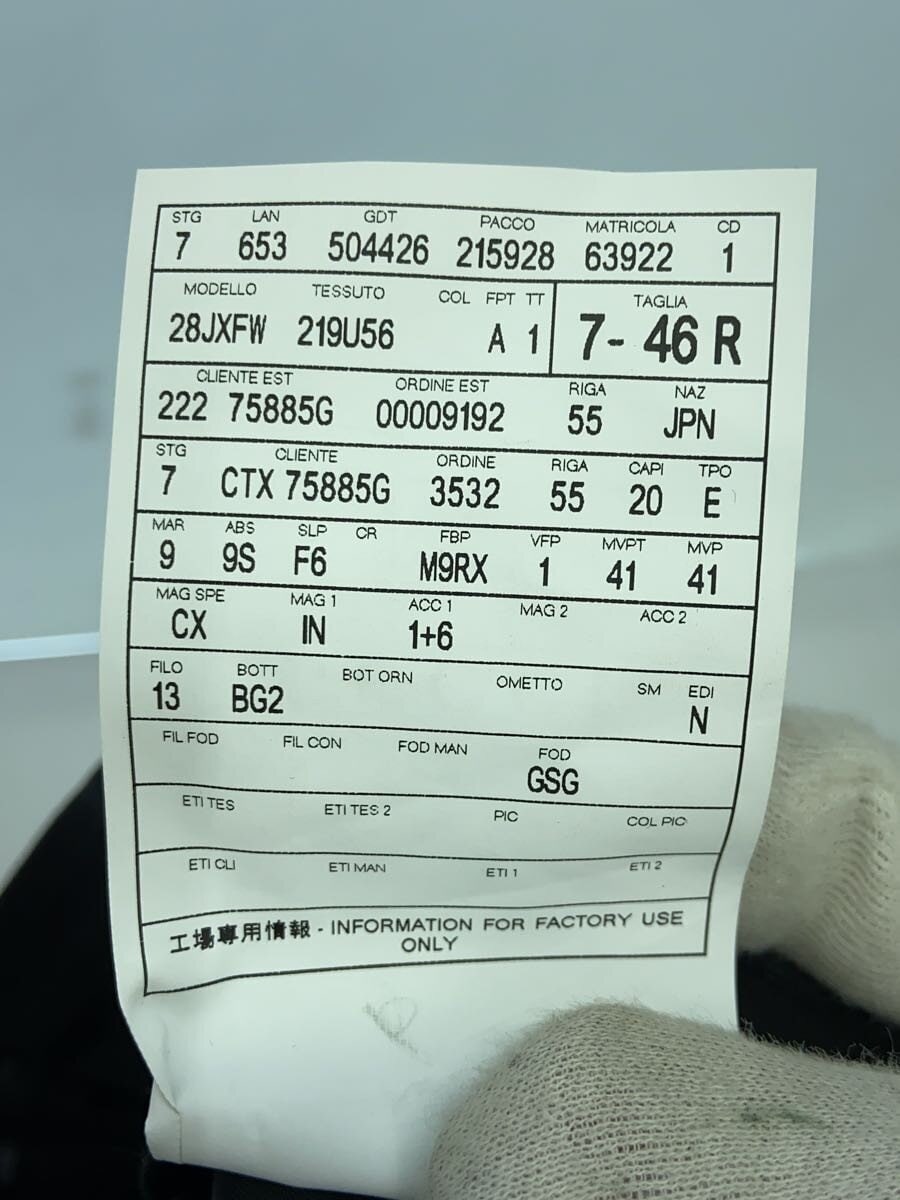 STG LAN GDT PACCO MATRICOLA CD
7 653 504426 215928 63922 1
MODELLO TESSUTO COL FPT TT TAGLIA
28JXFW 219U56 A 1 7- 46 R
CLIENTE EST ORDINE EST RIGA NAZ
222 75885G 00009192 55 JPN
STG CLIENTE ORDINE RIGA CAPI TPO
7 CTX 75885G 3532 55 20 E
MAR ABS SLP CR FBP VFP MVPT MVP
9 9S F6 M9RX 1 41 41
MAG SPE MAG 1 ACC 1 MAG 2 ACC 2
CX IN 1+6
FILO BOTT BOT ORN OMETTO SM EDI
13 BG2 N
FIL FOD FIL CON FOD MAN FOD
GSG
ETI TES ETI TES 2 PIC COL PIC
ETI CLI ETI MAN ETI 1 ETI 2
工場專用情報 - INFORMATION FOR FACTORY USE
ONLY